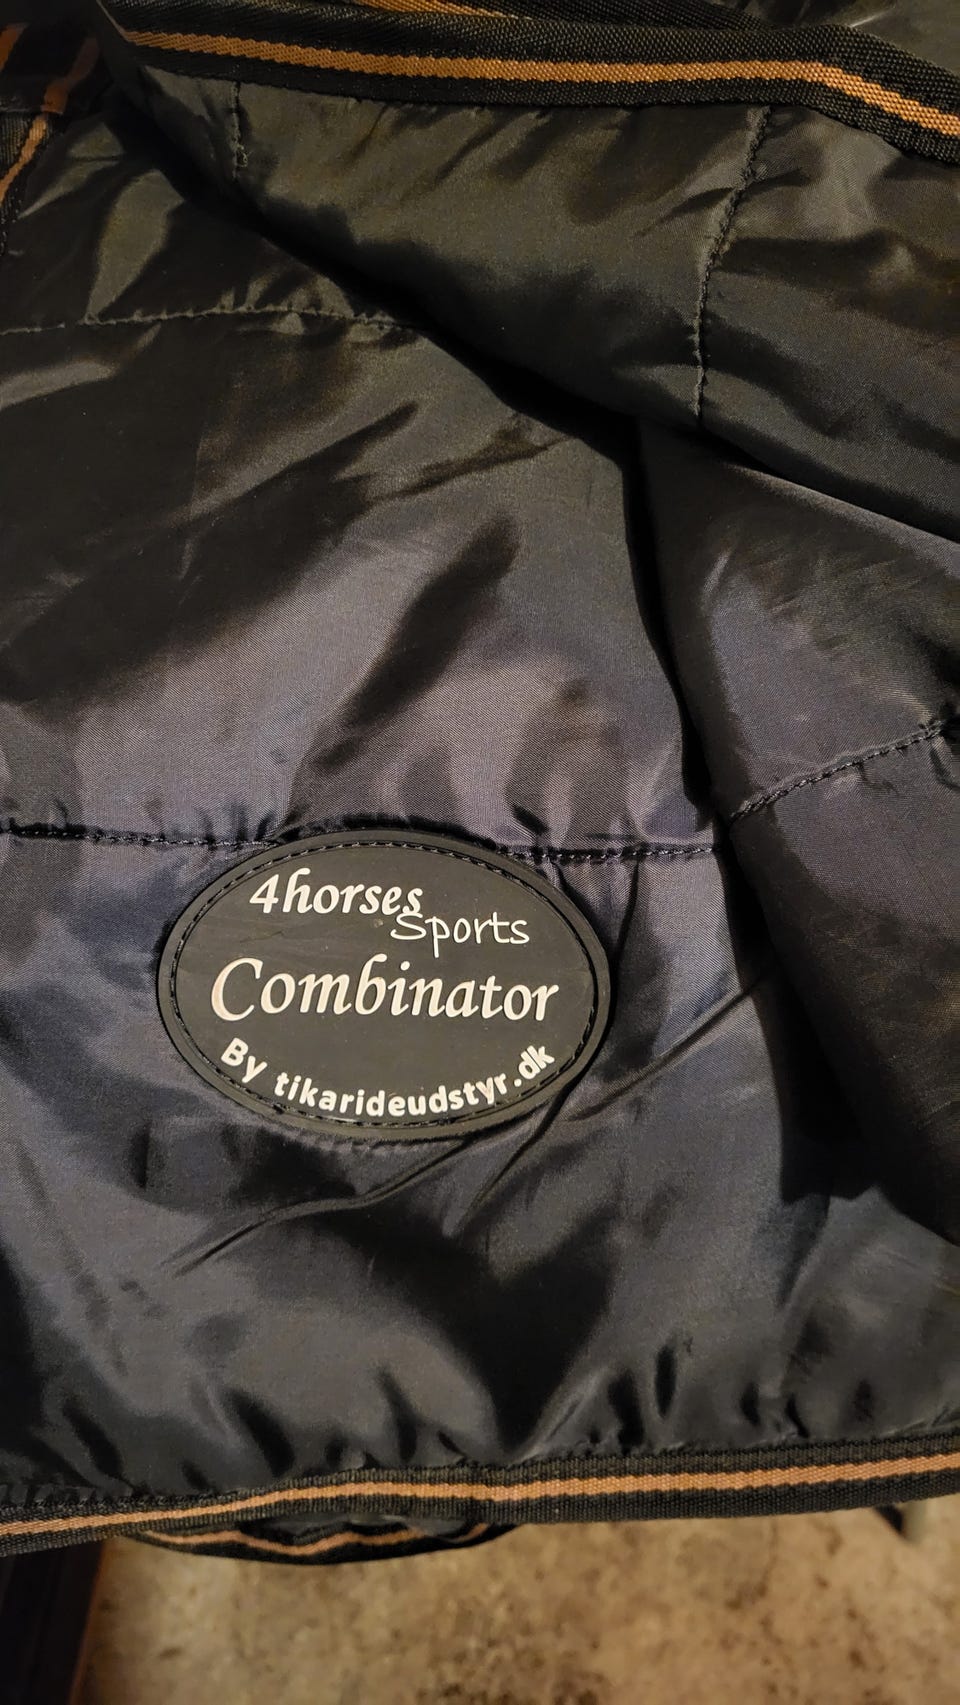 4horses
Sports
Combinator
By tikarideudstyr.dk